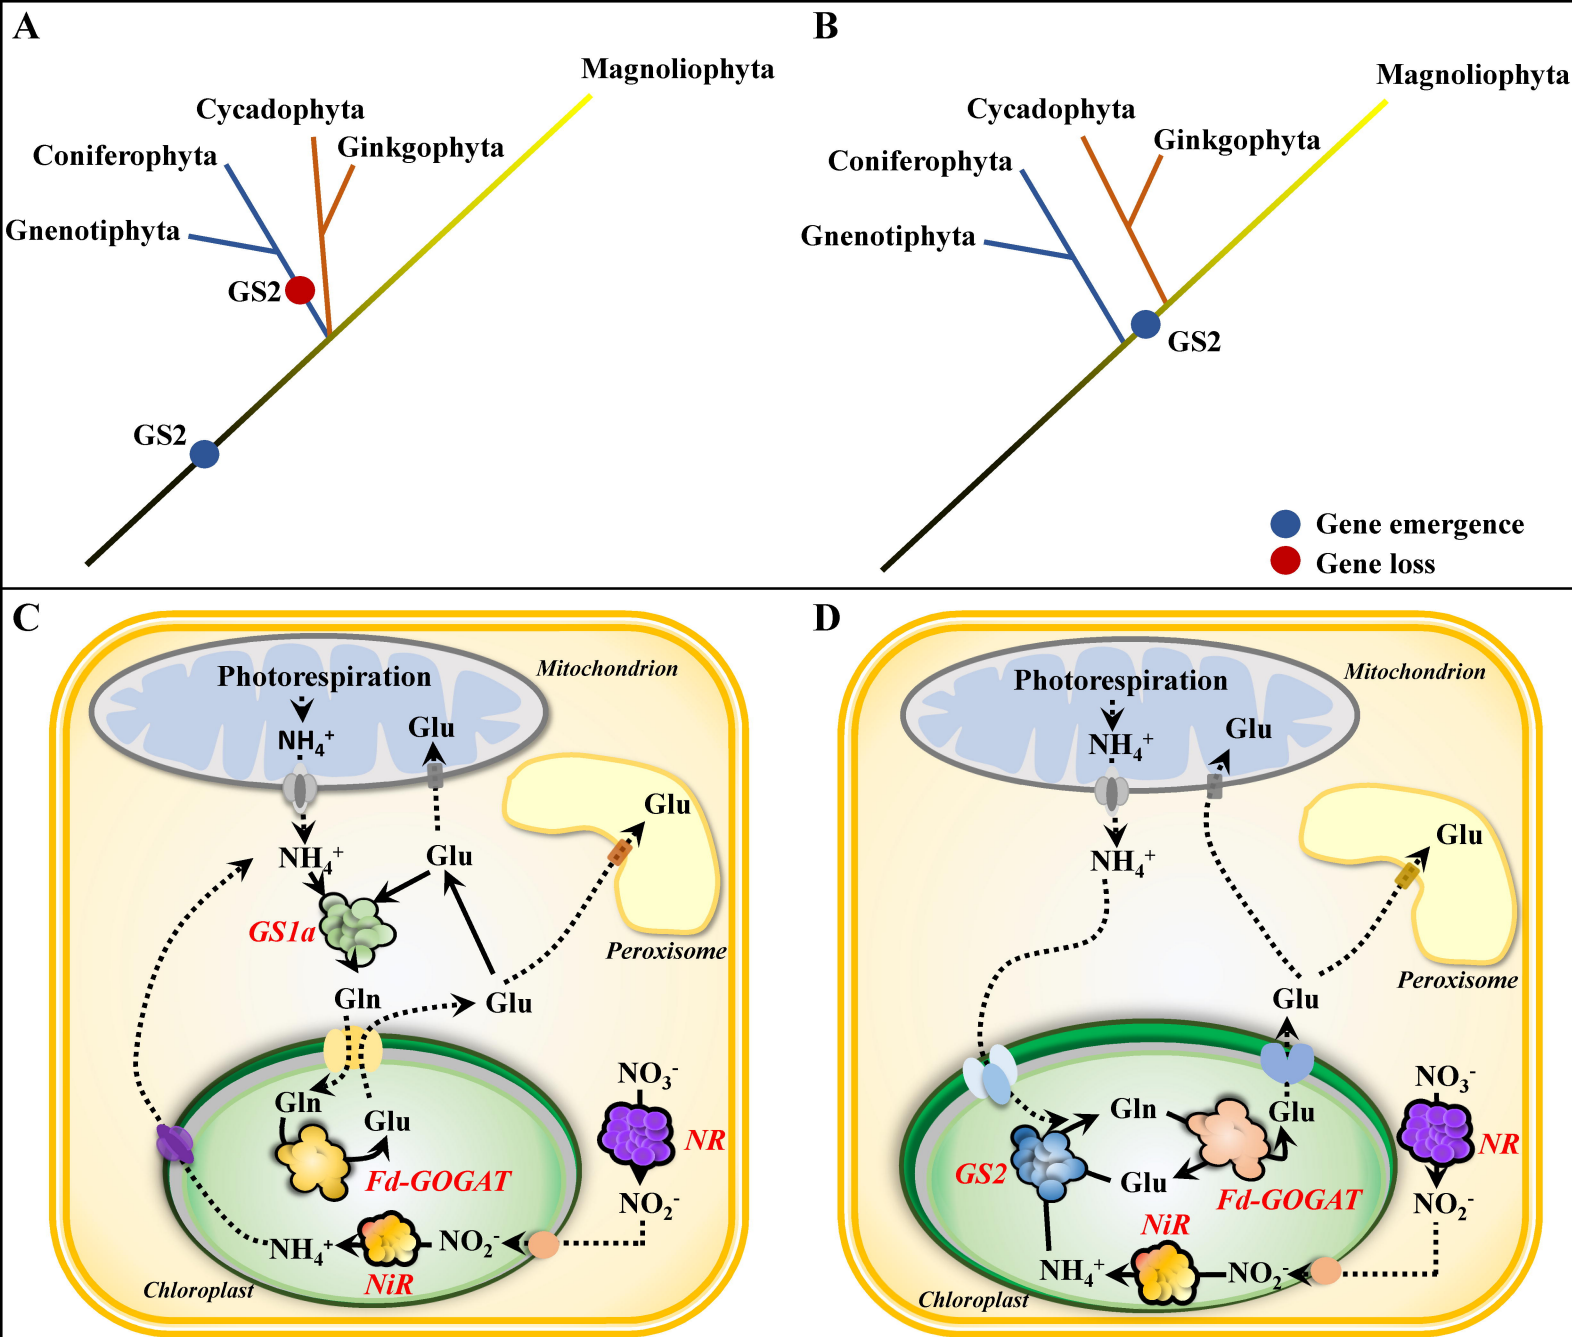 A
Magnoliophyta
Cycadophyta
Ginkgophyta
Coniferophyta
Gnenotiphyta
GS2
GS2
B
Magnoliophyta
Cycadophyta
Ginkgophyta
Coniferophyta
Gnenotiphyta
GS2
Gene emergence
Gene loss
C
Mitochondrion
Photorespiration
NH₄⁺
Glu
Glu
NH₄⁺
Glu
GS1a
Peroxisome
Gln
Glu
NO₃⁻
Gln
Glu
NR
Fd-GOGAT
NO₂⁻
NH₄⁺
NO₂⁻
NiR
Chloroplast
D
Mitochondrion
Photorespiration
NH₄⁺
Glu
Glu
NH₄⁺
Peroxisome
Glu
NO₃⁻
Gln
Glu
NR
GS2
Glu
Fd-GOGAT
NO₂⁻
NiR
NH₄⁺
NO₂⁻
Chloroplast